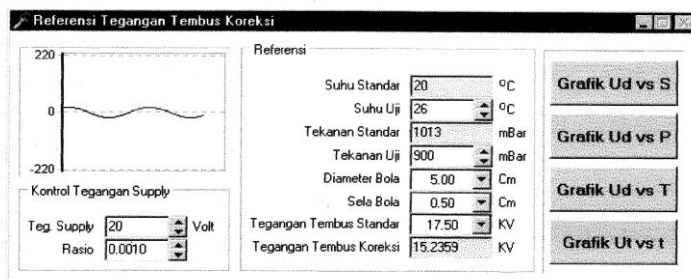 Referensi Tegangan Tembus Koreksi
220
0
-220
Kontrol Tegangan Supply
Teg. Supply 20 Volt
Rasio 0.0010
Referensi
Suhu Standar 20 ºC
Suhu Uji 26 ºC
Tekanan Standar 1013 mBar
Tekanan Uji 900 mBar
Diameter Bola 5.00 Cm
Sela Bola 0.50 Cm
Tegangan Tembus Standar 17.50 KV
Tegangan Tembus Koreksi 15.2359 KV
Grafik Ud vs S
Grafik Ud vs P
Grafik Ud vs T
Grafik Ut vs t